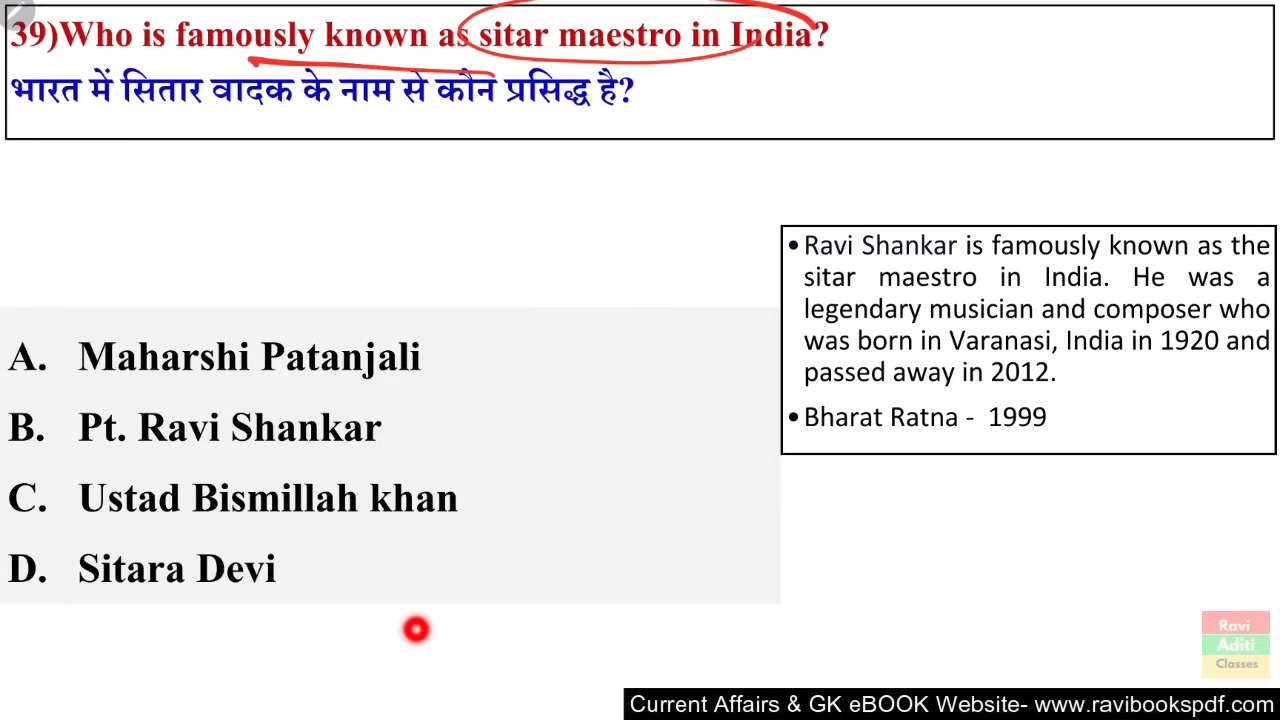 39)Who is famously known as sitar maestro in India?
भारत में सितार वादक के नाम से कौन प्रसिद्ध है?
•Ravi Shankar is famously known as the
sitar maestro in India. He was a
legendary musician and composer who
was born in Varanasi, India in 1920 and
passed away in 2012.
•Bharat Ratna - 1999
A. Maharshi Patanjali
B. Pt. Ravi Shankar
C. Ustad Bismillah khan
D. Sitara Devi
Ravi
Aditi
Classes
Current Affairs & GK eBOOK Website- www.ravibookspdf.com